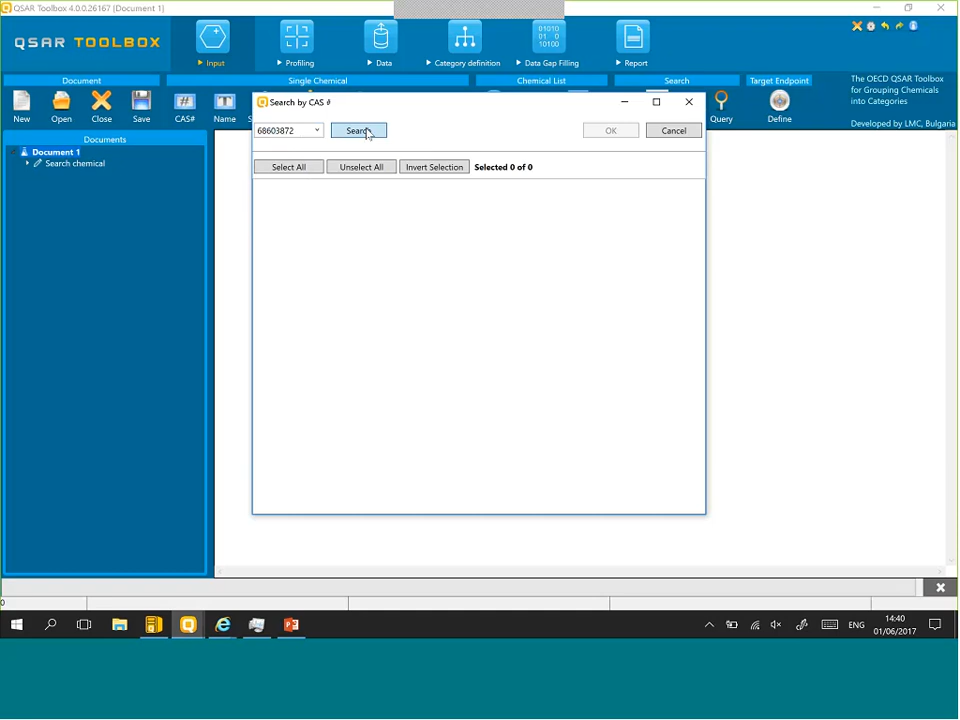 QSAR Toolbox 4.0.0.26167 [Document 1]
QSAR TOOLBOX
Input
Profiling
Data
Category definition
Data Gap Filling
Report
Document
Single Chemical
Chemical List
Search
Target Endpoint
The OECD QSAR Toolbox
for Grouping Chemicals
into Categories
Developed by LMC, Bulgaria
New
Open
Close
Save
CAS#
Name
Query
Define
Search by CAS #
68603872
Search
OK
Cancel
Select All
Unselect All
Invert Selection
Selected 0 of 0
Documents
Document 1
Search chemical
0
ENG
14:40
01/06/2017